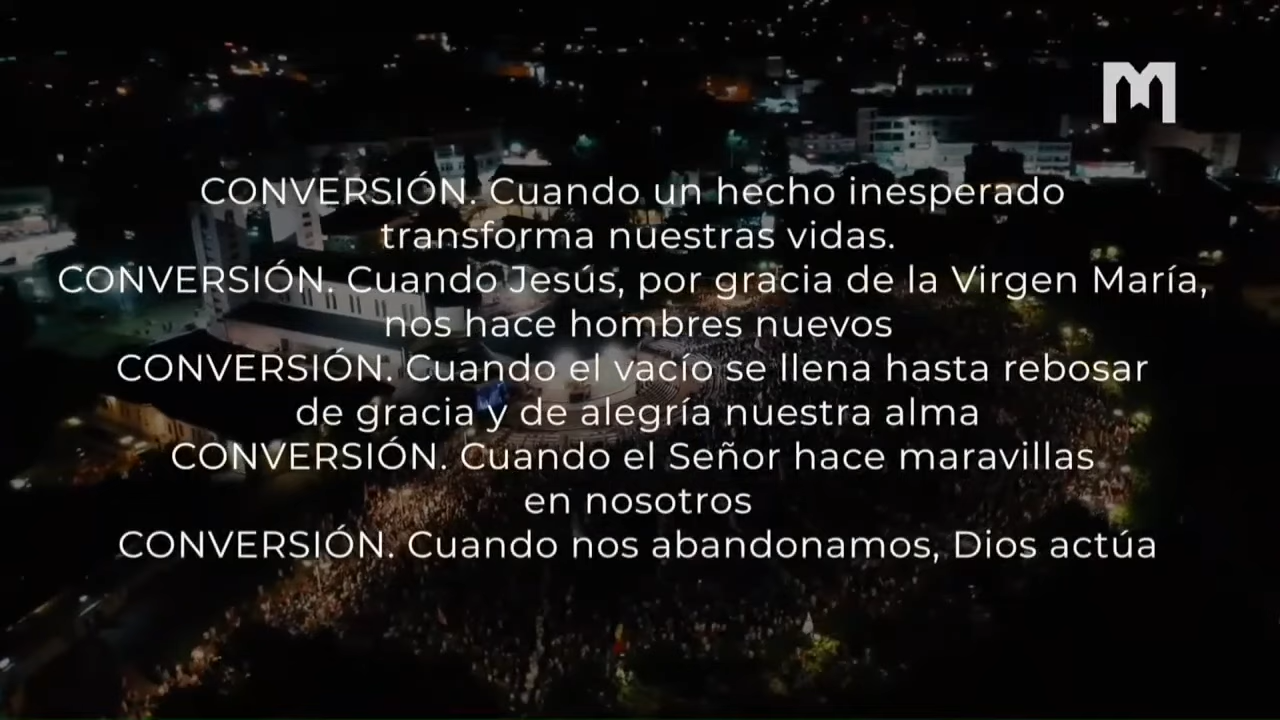 CONVERSIÓN. Cuando un hecho inesperado
transforma nuestras vidas.
CONVERSIÓN. Cuando Jesús, por gracia de la Virgen María,
nos hace hombres nuevos
CONVERSIÓN. Cuando el vacío se llena hasta rebosar
de gracia y de alegría nuestra alma
CONVERSIÓN. Cuando el Señor hace maravillas
en nosotros
CONVERSIÓN. Cuando nos abandonamos, Dios actúa